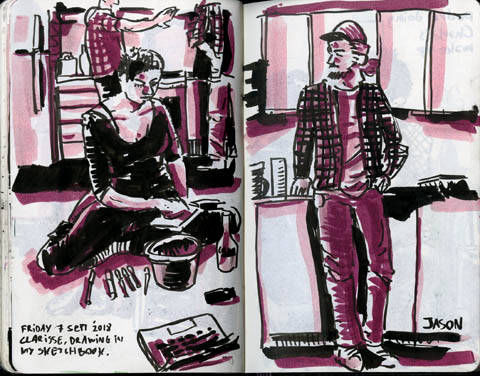 FRIDAY 7 SEPT 2018
CLARISSE, DRAWING IN
MY SKETCHBOOK.
JASON